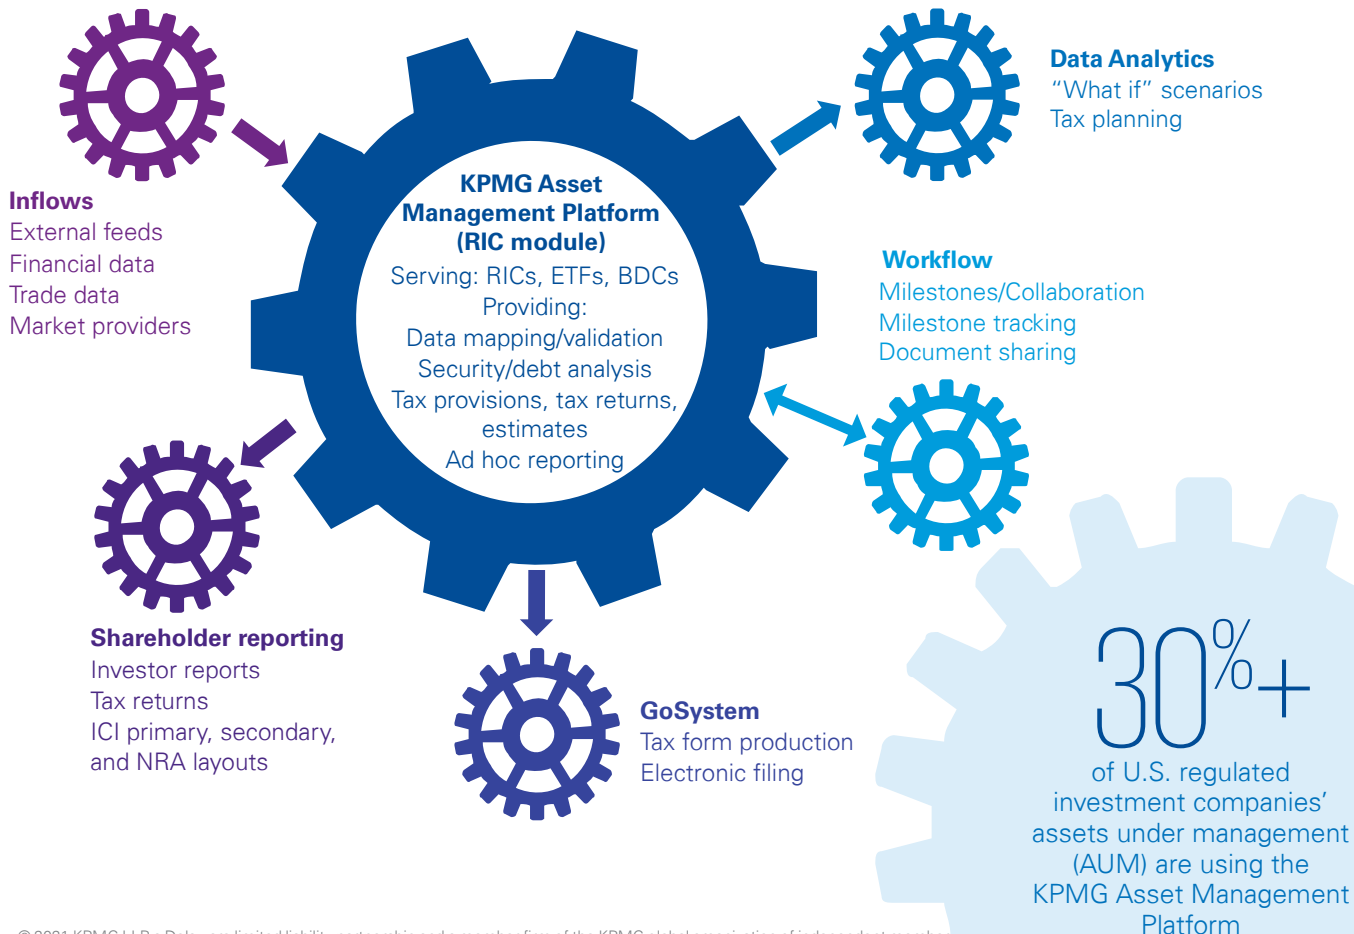 Inflows
External feeds
Financial data
Trade data
Market providers
KPMG Asset
Management Platform
(RIC module)
Serving: RICs, ETFs, BDCs
Providing:
Data mapping/validation
Security/debt analysis
Tax provisions, tax returns,
estimates
Ad hoc reporting
Data Analytics
“What if” scenarios
Tax planning
Workflow
Milestones/Collaboration
Milestone tracking
Document sharing
Shareholder reporting
Investor reports
Tax returns
ICI primary, secondary,
and NRA layouts
GoSystem
Tax form production
Electronic filing
30%+
of U.S. regulated
investment companies’
assets under management
(AUM) are using the
KPMG Asset Management
Platform